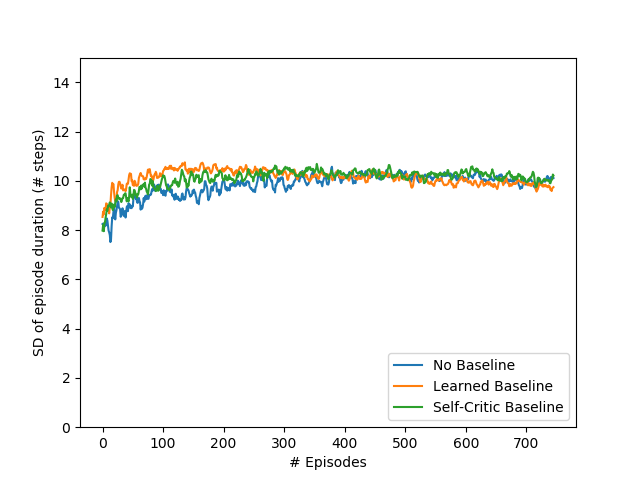 14
12
10
8
6
4
2
0
SD of episode duration (# steps)
No Baseline
Learned Baseline
Self-Critic Baseline
0 100 200 300 400 500 600 700
# Episodes